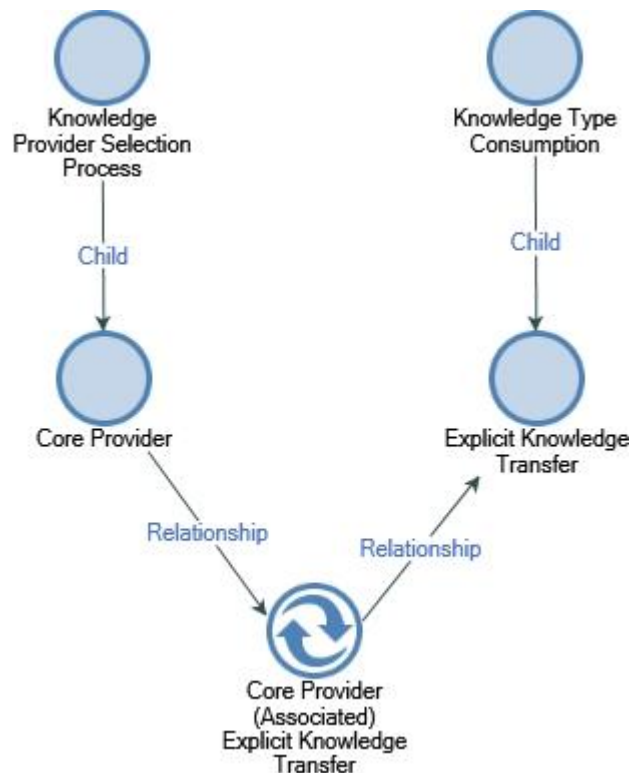 Knowledge
Provider Selection
Process
Knowledge Type
Consumption
Child
Child
Core Provider
Explicit Knowledge
Transfer
Relationship
Relationship
Core Provider
(Associated)
Explicit Knowledge
Transfer